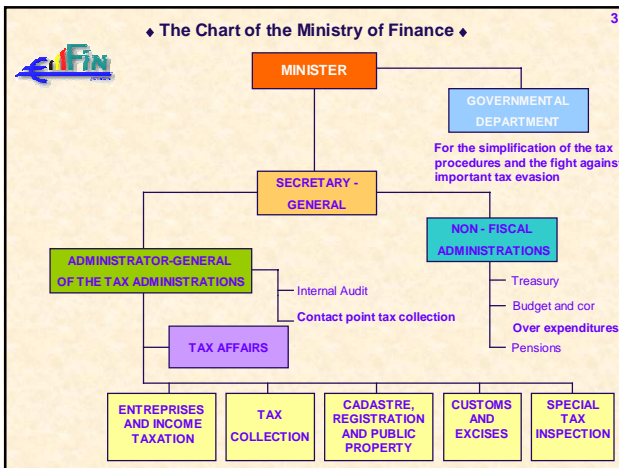 3
♦ The Chart of the Ministry of Finance ♦
Fin
MINISTER
GOVERNMENTAL
DEPARTMENT
For the simplification of the tax
procedures and the fight against
important tax evasion
SECRETARY -
GENERAL
NON - FISCAL
ADMINISTRATIONS
ADMINISTRATOR-GENERAL
OF THE TAX ADMINISTRATIONS
Internal Audit
Contact point tax collection
Treasury
Budget and cor
Over expenditures
Pensions
TAX AFFAIRS
ENTREPRISES
AND INCOME
TAXATION
TAX
COLLECTION
CADASTRE,
REGISTRATION
AND PUBLIC
PROPERTY
CUSTOMS
AND
EXCISES
SPECIAL
TAX
INSPECTION